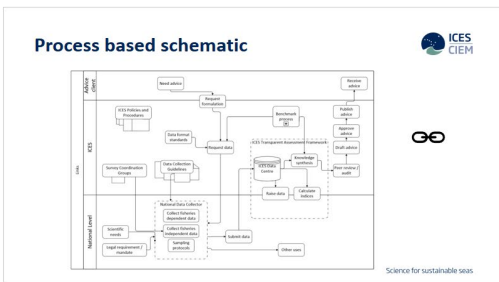 Process based schematic
ICES
CIEM
Advice
client
Need advice
Request
formulation
Receive
advice
ICES
ICES Policies and
Procedures
Data format
standards
Request data
Benchmark
process
Publish
advice
Approve
advice
Draft advice
Peer review /
audit
ICES Transparent Assessment Framework
Knowledge
synthesis
ICES Data
Centre
Raise data
Calculate
indices
Survey Coordination
Groups
Data Collection
Guidelines
National Level
National Data Collector
Collect fisheries
dependent data
Collect fisheries
independent data
Sampling
protocols
Scientific
needs
Legal requirement /
mandate
Submit data
Other uses
Science for sustainable seas